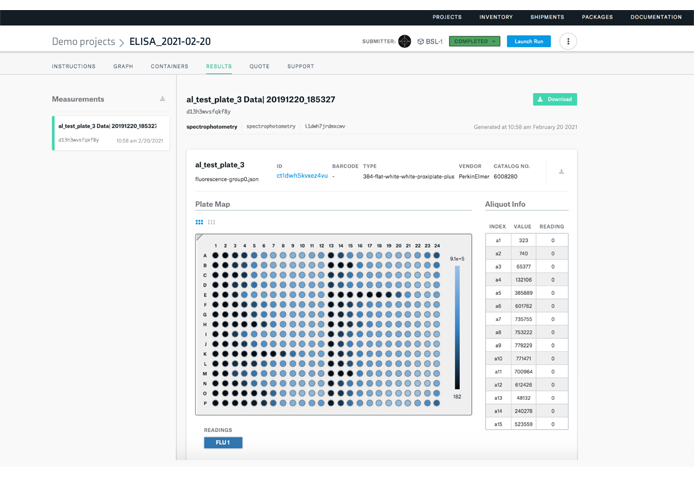 PROJECTS INVENTORY SHIPMENTS PACKAGES DOCUMENTATION
Demo projects > ELISA_2021-02-20
SUBMITTER: BSL-1 COMPLETED Launch Run
INSTRUCTIONS GRAPH CONTAINERS RESULTS QUOTE SUPPORT
Measurements
al_test_plate_3 Data| 20191220_185327
d13h3wvsfqkf8y
10:58 am 2/20/2021
al_test_plate_3 Data| 20191220_185327
Download
d13h3wvsfqkf8y
spectrophotometry spectrophotometry
Generated at 10:58 am February 20 2021
al_test_plate_3
fluorescence-group0.json
ID BARCODE TYPE VENDOR CATALOG NO.
ct1dwh5kvxez4vu - 384-flat-white-white-proxiplate-plus PerkinElmer 6008280
Plate Map
1 2 3 4 5 6 7 8 9 10 11 12 13 14 15 16 17 18 19 20 21 22 23 24
A
B
C
D
E
F
G
H
I
J
K
L
M
N
O
P
9.1e+5
182
READINGS
FLU 1
Aliquot Info
INDEX VALUE READING
a1 323 0
a2 740 0
a3 65377 0
a4 132106 0
a5 385889 0
a6 601762 0
a7 735755 0
a8 753222 0
a9 779229 0
a10 771471 0
a11 700964 0
a12 612426 0
a13 48132 0
a14 240278 0
a15 523559 0